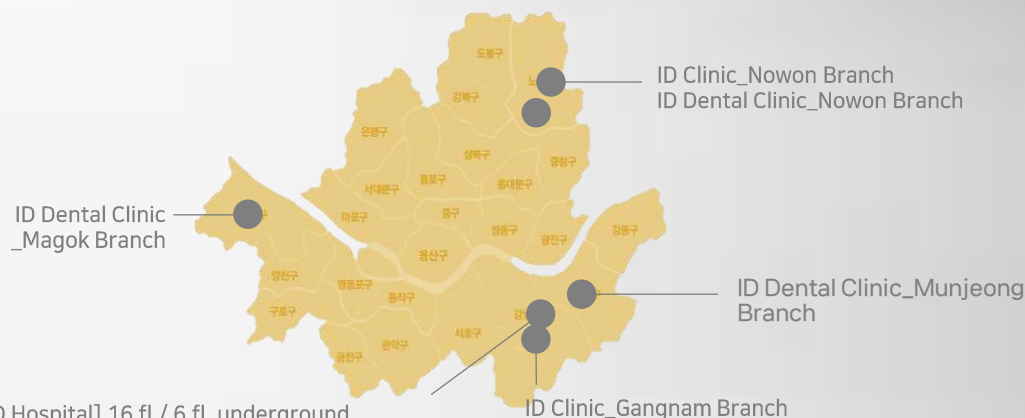 도봉구
노
ID Clinic_Nowon Branch
ID Dental Clinic_Nowon Branch
강북구
은평구
성북구
중랑구
종로구
동대문구
서대문구
ID Dental Clinic
_Magok Branch
마포구
중구
성동구
광진구
강동구
용산구
양천구
영등포구
동작구
구로구
ID Dental Clinic_Munjeong
Branch
강
서초구
관악구
금천구
Hospital] 16 fl / 6 fl. underground
ID Clinic_Gangnam Branch